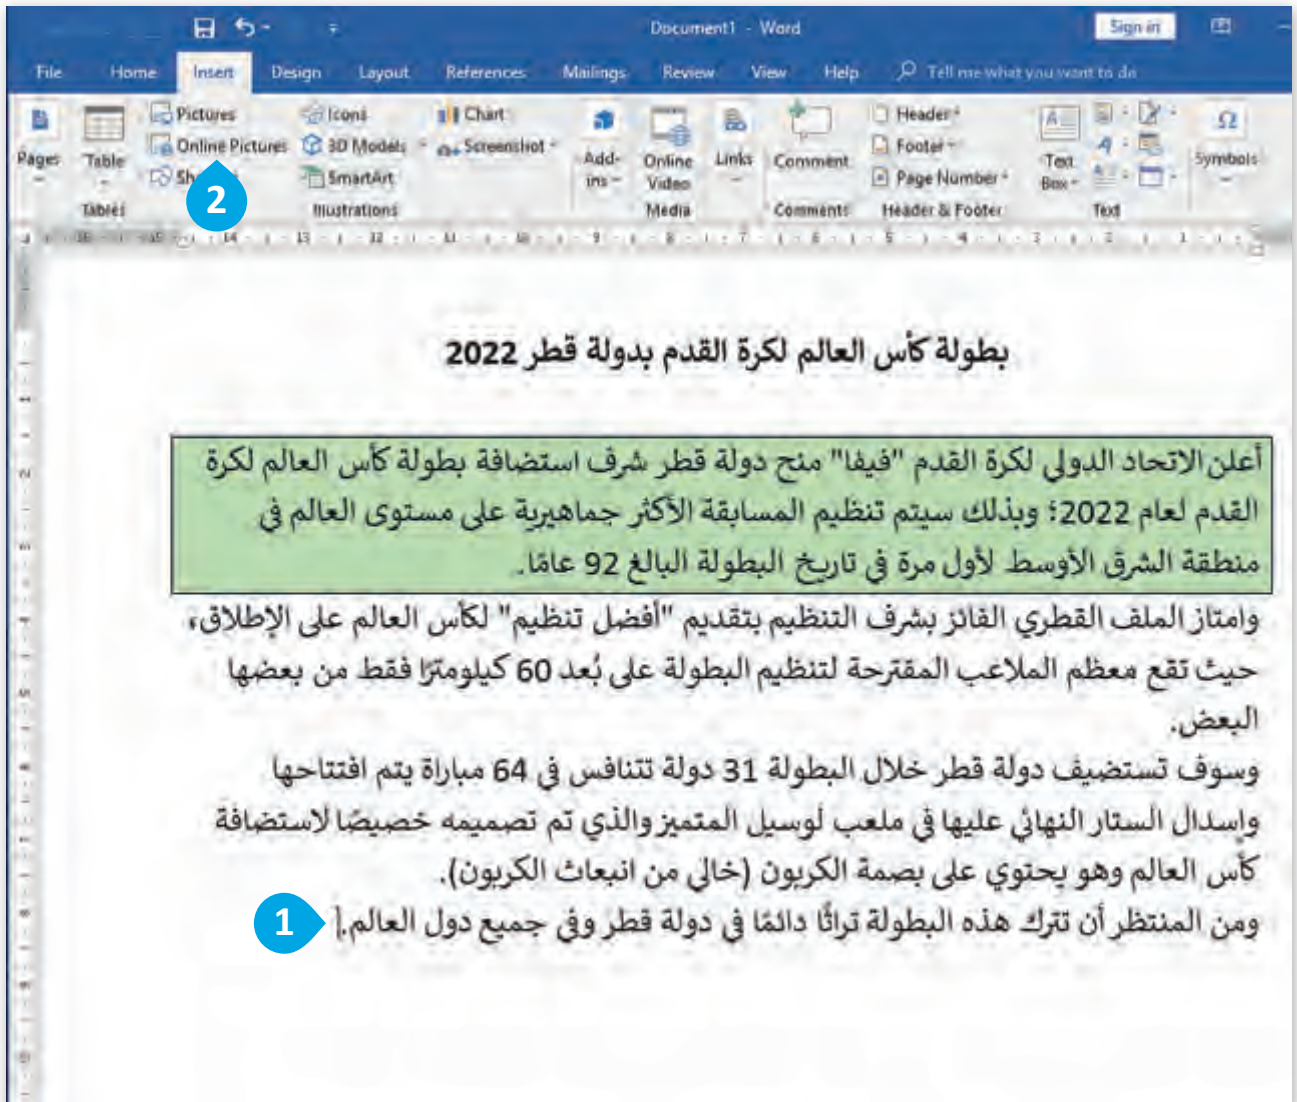 Document1 - Word
Sign in
File Home Insert Design Layout References Mailings Review View Help Tell me what you want to do
Pages
Table
Tables
Pictures
Online Pictures
Icons
3D Models
SmartArt
Illustrations
Chart
Screenshot
Add-ins
Online Video
Media
Links
Comment
Comments
Header
Footer
Page Number
Header & Footer
Text Box
Text
Symbols
2
بطولة كأس العالم لكرة القدم بدولة قطر 2022
أعلن الاتحاد الدولي لكرة القدم "فيفا" منح دولة قطر شرف استضافة بطولة كأس العالم لكرة
القدم لعام 2022؛ وبذلك سيتم تنظيم المسابقة الأكثر جماهيرية على مستوى العالم في
منطقة الشرق الأوسط لأول مرة في تاريخ البطولة البالغ 92 عامًا.
وامتاز الملف القطري الفائز بشرف التنظيم بتقديم "أفضل تنظيم" لكأس العالم على الإطلاق،
حيث تقع معظم الملاعب المقترحة لتنظيم البطولة على بُعد 60 كيلومترًا فقط من بعضها
البعض.
وسوف تستضيف دولة قطر خلال البطولة 31 دولة تتنافس في 64 مباراة يتم افتتاحها
وإسدال الستار النهائي عليها في ملعب لوسيل المتميز والذي تم تصميمه خصيصًا لاستضافة
كأس العالم وهو يحتوي على بصمة الكربون (خالي من انبعاث الكربون).
ومن المنتظر أن تترك هذه البطولة تراثًا دائمًا في دولة قطر وفي جميع دول العالم.
1